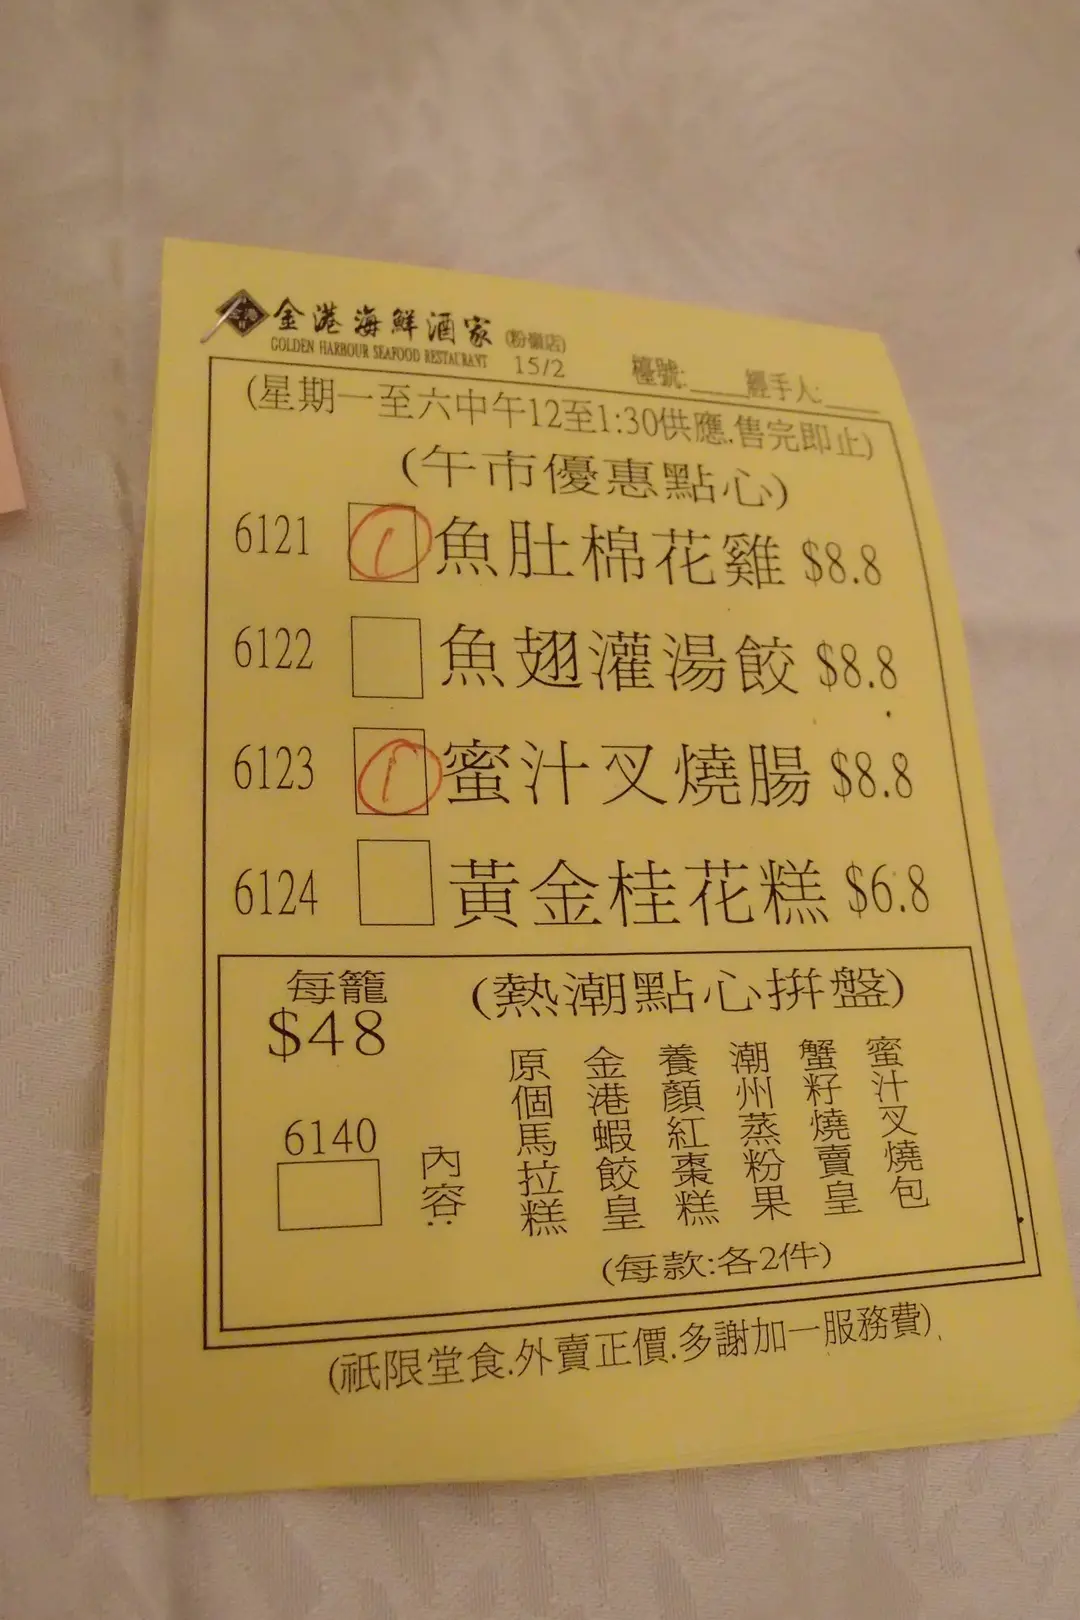 金港海鮮酒家 (粉嶺店)
GOLDEN HARBOUR SEAFOOD RESTAURANT 15/2 檯號:____ 經手人:____
(星期一至六中午12至1:30供應.售完即止)
(午市優惠點心)
6121 1 魚肚棉花雞 $8.8
6122 魚翅灌湯餃 $8.8
6123 1 蜜汁叉燒腸 $8.8
6124 黃金桂花糕 $6.8
每籠
$48
(熱潮點心拼盤)
6140
內容:
原個馬拉糕
金港蝦餃皇
養顏紅棗糕
潮州蒸粉果
蟹籽燒賣皇
蜜汁叉燒包
(每款:各2件)
(祇限堂食.外賣正價.多謝加一服務費)